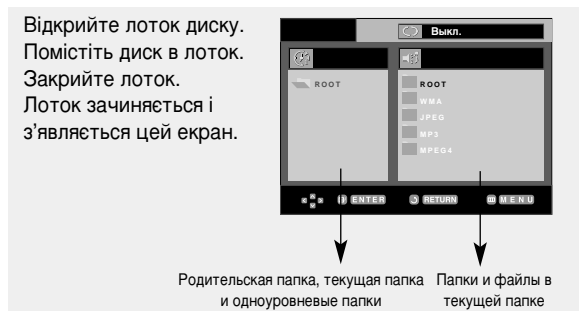 Відкрийте лоток диску.
Помістіть диск в лоток.
Закрийте лоток.
Лоток зачиняється і
з’являється цей екран.
Выкл.
ROOT
ROOT
WMA
JPEG
MP3
MPEG4
ENTER
RETURN
MENU
Родительская папка, текущая папка
и одноуровневые папки
Папки и файлы в
текущей папке